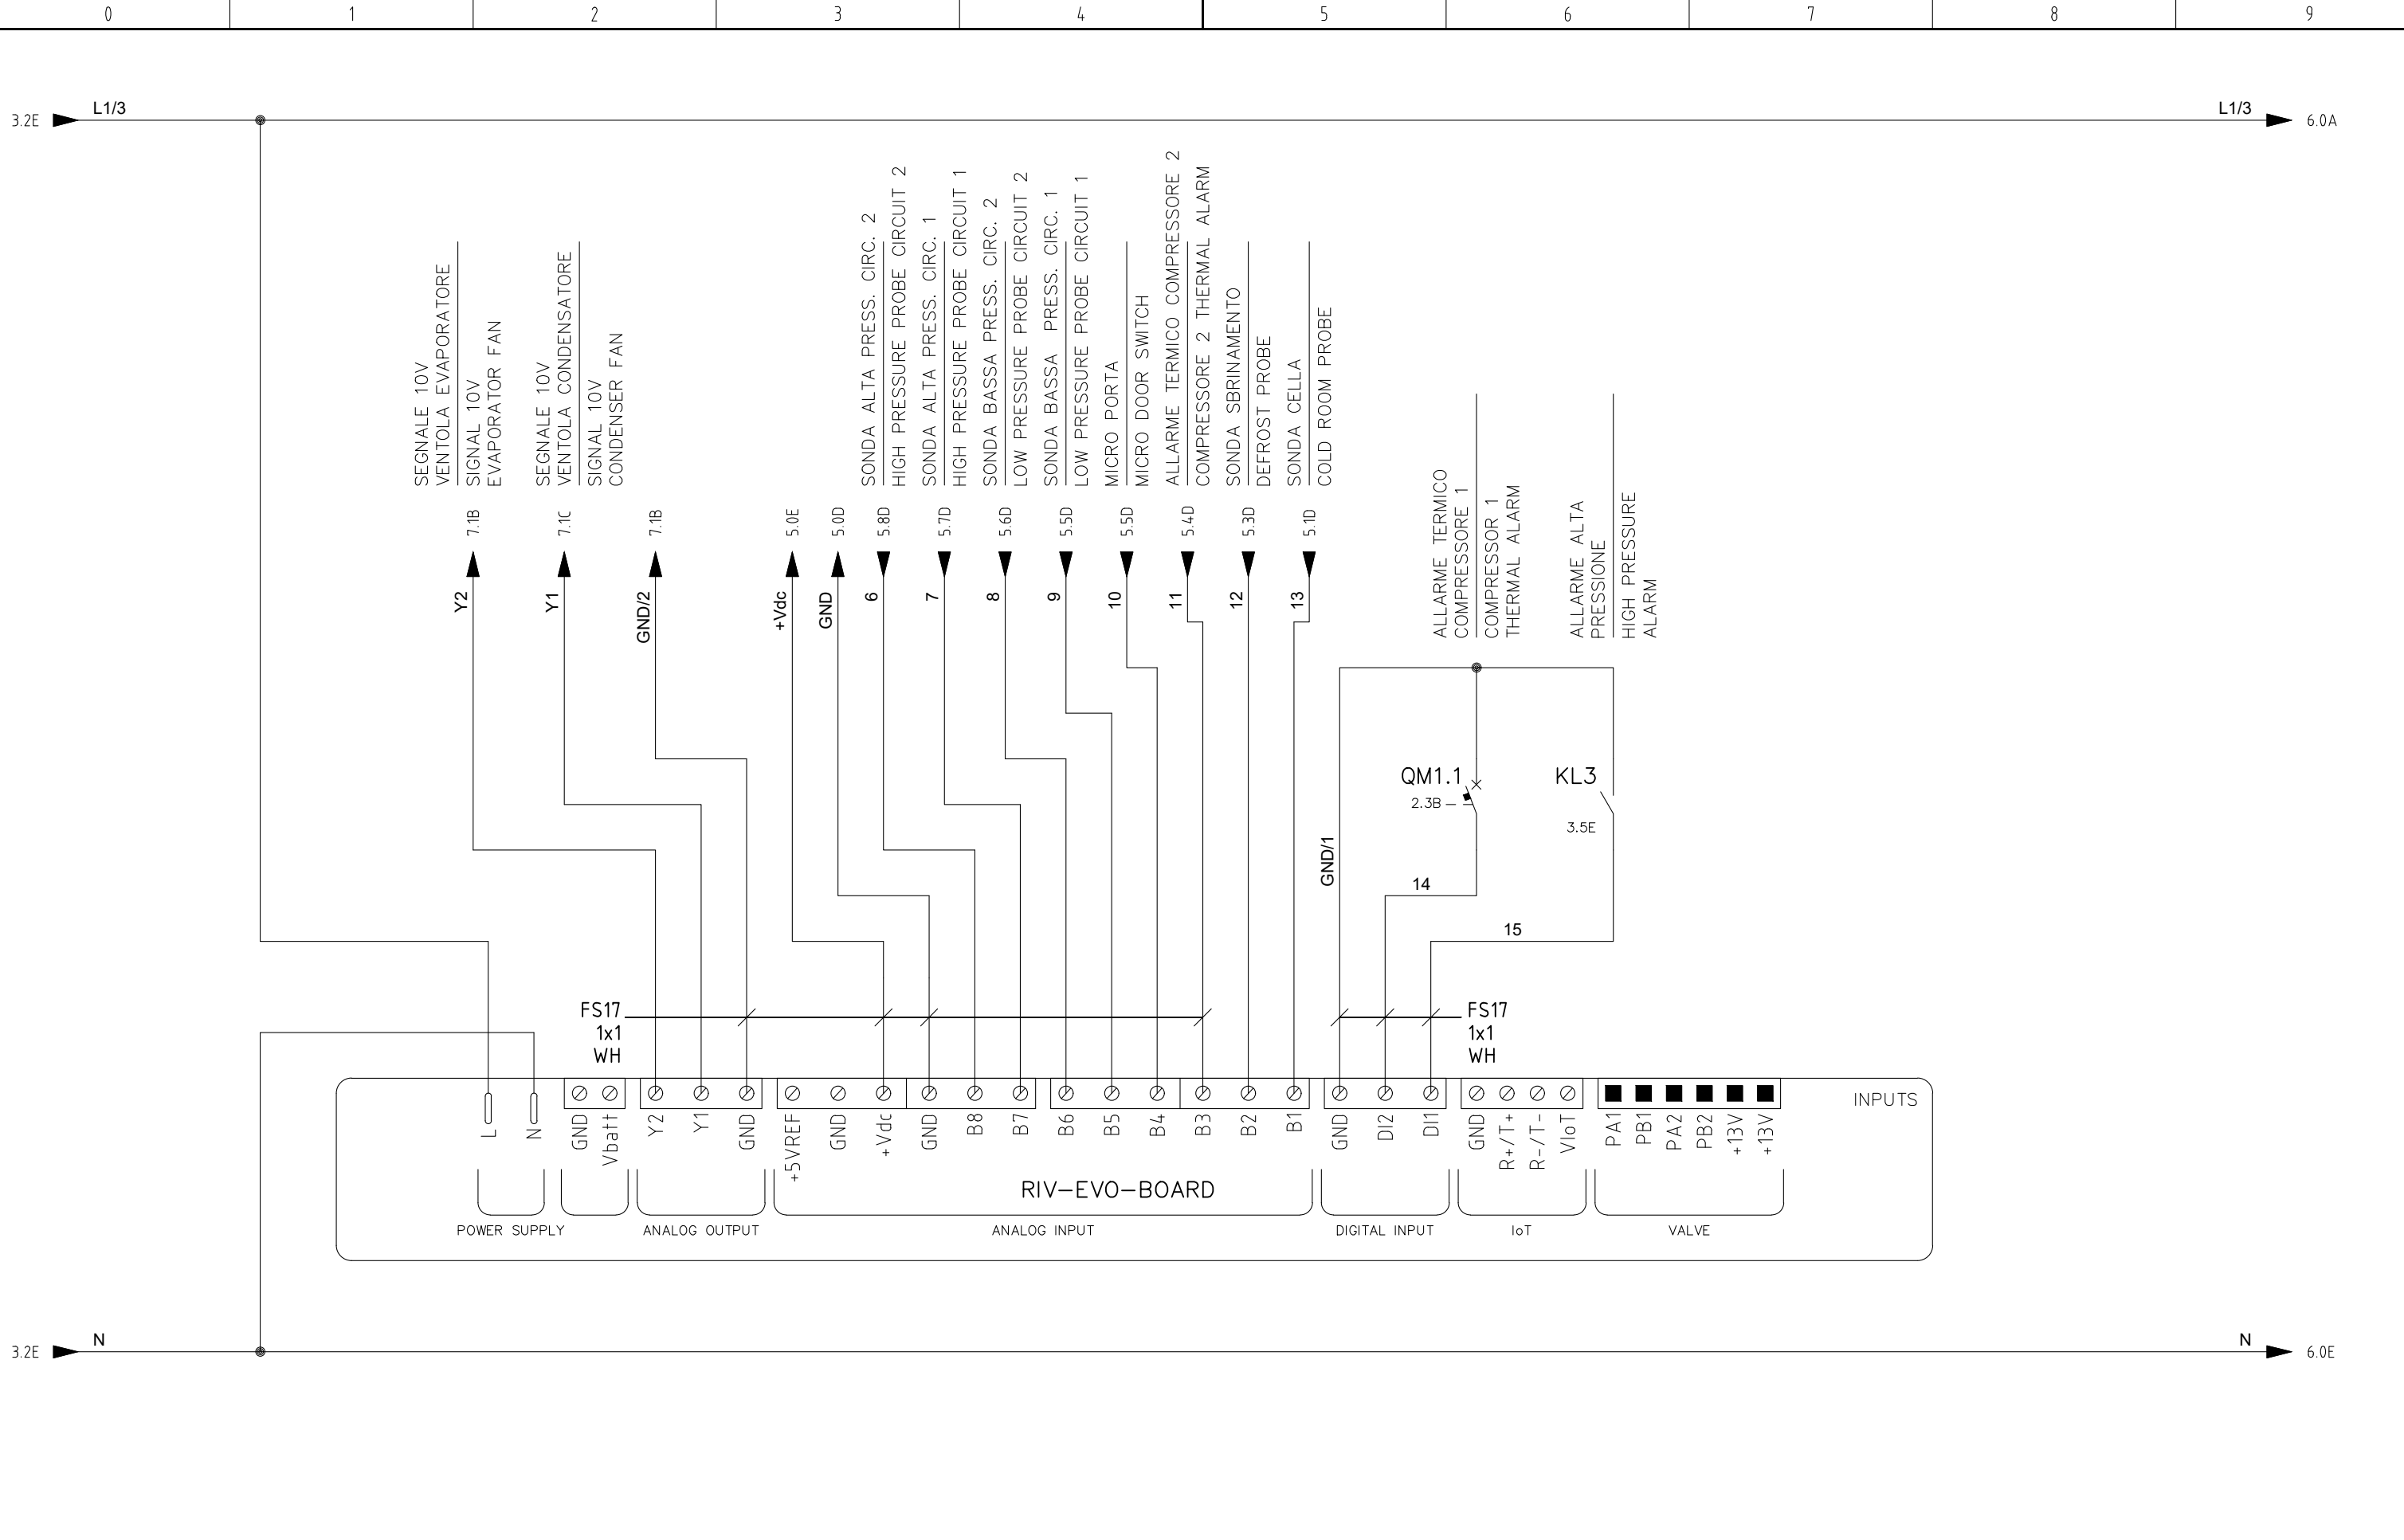 0 1 2 3 4 5 6 7 8 9
L1/3
3.2E
L1/3
6.0A
SEGNALE 10V
VENTOLA EVAPORATORE
SIGNAL 10V
EVAPORATOR FAN
SEGNALE 10V
VENTOLA CONDENSATORE
SIGNAL 10V
CONDENSER FAN
SONDA ALTA PRESS. CIRC. 2
HIGH PRESSURE PROBE CIRCUIT 2
SONDA ALTA PRESS. CIRC. 1
HIGH PRESSURE PROBE CIRCUIT 1
SONDA BASSA PRESS. CIRC. 2
LOW PRESSURE PROBE CIRCUIT 2
SONDA BASSA PRESS. CIRC. 1
LOW PRESSURE PROBE CIRCUIT 1
MICRO PORTA
MICRO DOOR SWITCH
ALLARME TERMICO COMPRESSORE 2
COMPRESSORE 2 THERMAL ALARM
SONDA SBRINAMENTO
DEFROST PROBE
SONDA CELLA
COLD ROOM PROBE
ALLARME TERMICO
COMPRESSORE 1
COMPRESSOR 1
THERMAL ALARM
ALLARME ALTA
PRESSIONE
HIGH PRESSURE
ALARM
7.1B
7.1C
7.1B
5.0E
5.0D
5.8D
5.7D
5.6D
5.5D
5.5D
5.4D
5.3D
5.1D
Y2
Y1
GND/2
+Vdc
GND
6
7
8
9
10
11
12
13
QM1.1
2.3B
KL3
3.5E
GND/1
14
15
FS17
1x1
WH
FS17
1x1
WH
INPUTS
L
N
GND
Vbatt
Y2
Y1
GND
+5VREF
GND
+Vdc
GND
B8
B7
B6
B5
B4
B3
B2
B1
GND
DI2
DI1
GND
R+/T+
R-/T-
VIoT
PA1
PB1
PA2
PB2
+13V
+13V
RIV-EVO-BOARD
POWER SUPPLY
ANALOG OUTPUT
ANALOG INPUT
DIGITAL INPUT
IoT
VALVE
N
3.2E
N
6.0E